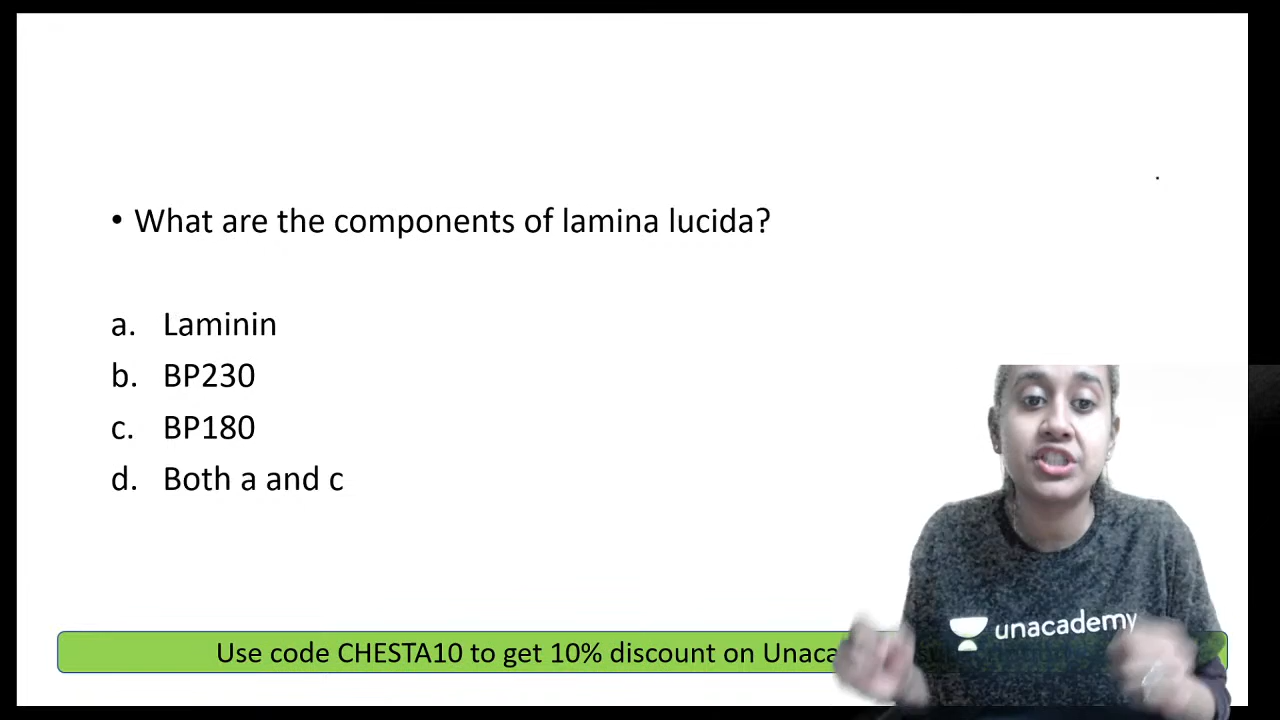 • What are the components of lamina lucida?
a. Laminin
b. BP230
c. BP180
d. Both a and c
Use code CHESTA10 to get 10% discount on
unacademy